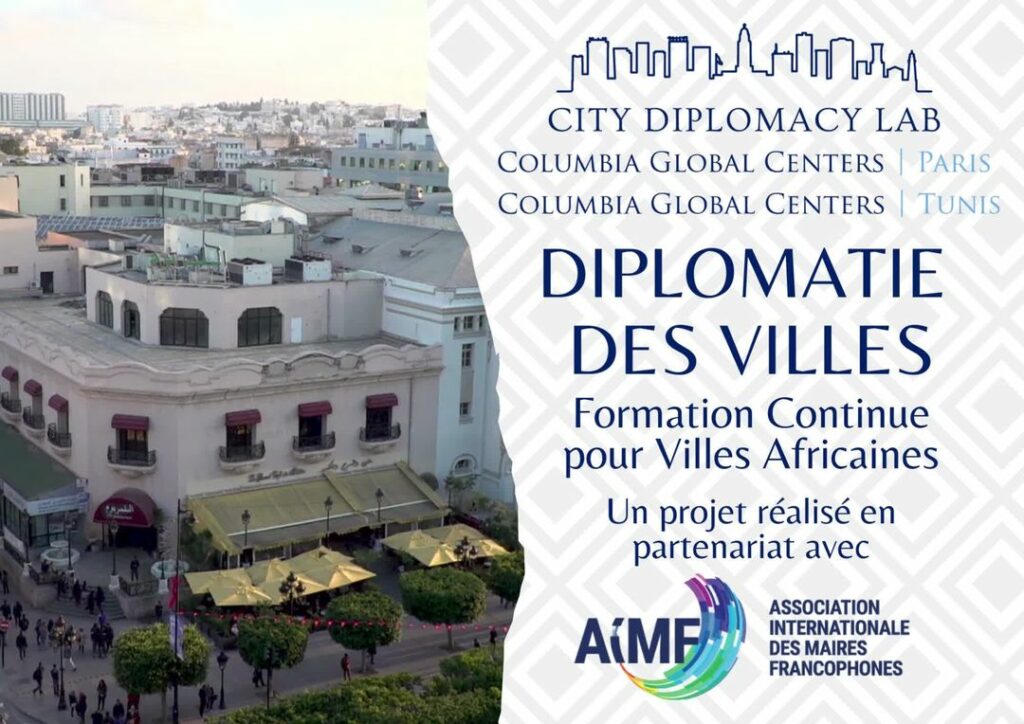 CITY DIPLOMACY LAB
COLUMBIA GLOBAL CENTERS | PARIS
COLUMBIA GLOBAL CENTERS | TUNIS
DIPLOMATIE
DES VILLES
Formation Continue
pour Villes Africaines
Un projet réalisé en
partenariat avec
AiMF
ASSOCIATION
INTERNATIONALE
DES MAIRES
FRANCOPHONES